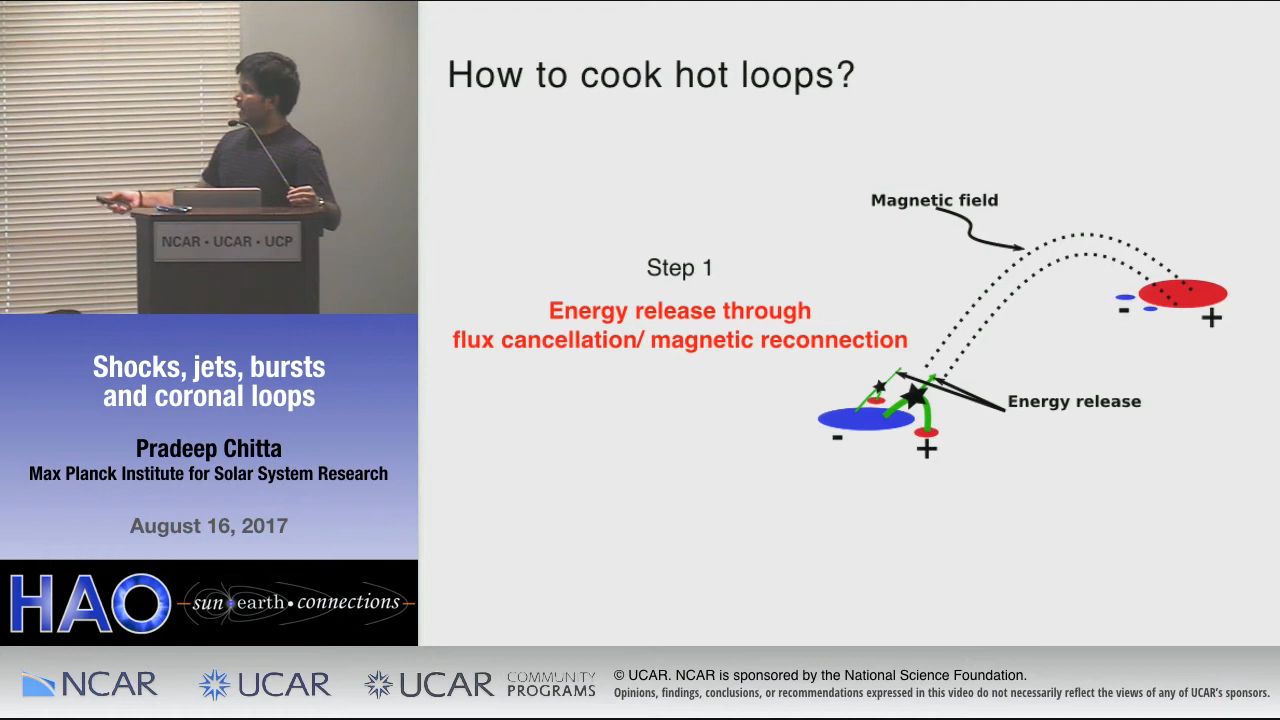 How to cook hot loops?
Magnetic field
Step 1
Energy release through
flux cancellation/ magnetic reconnection
-
+
Energy release
-
+
NCAR • UCAR • UCP
Shocks, jets, bursts
and coronal loops
Pradeep Chitta
Max Planck Institute for Solar System Research
August 16, 2017
HAO
sun earth • connections
NCAR
UCAR
UCAR
COMMUNITY
PROGRAMS
© UCAR. NCAR is sponsored by the National Science Foundation.
Opinions, findings, conclusions, or recommendations expressed in this video do not necessarily reflect the views of any of UCAR's sponsors.